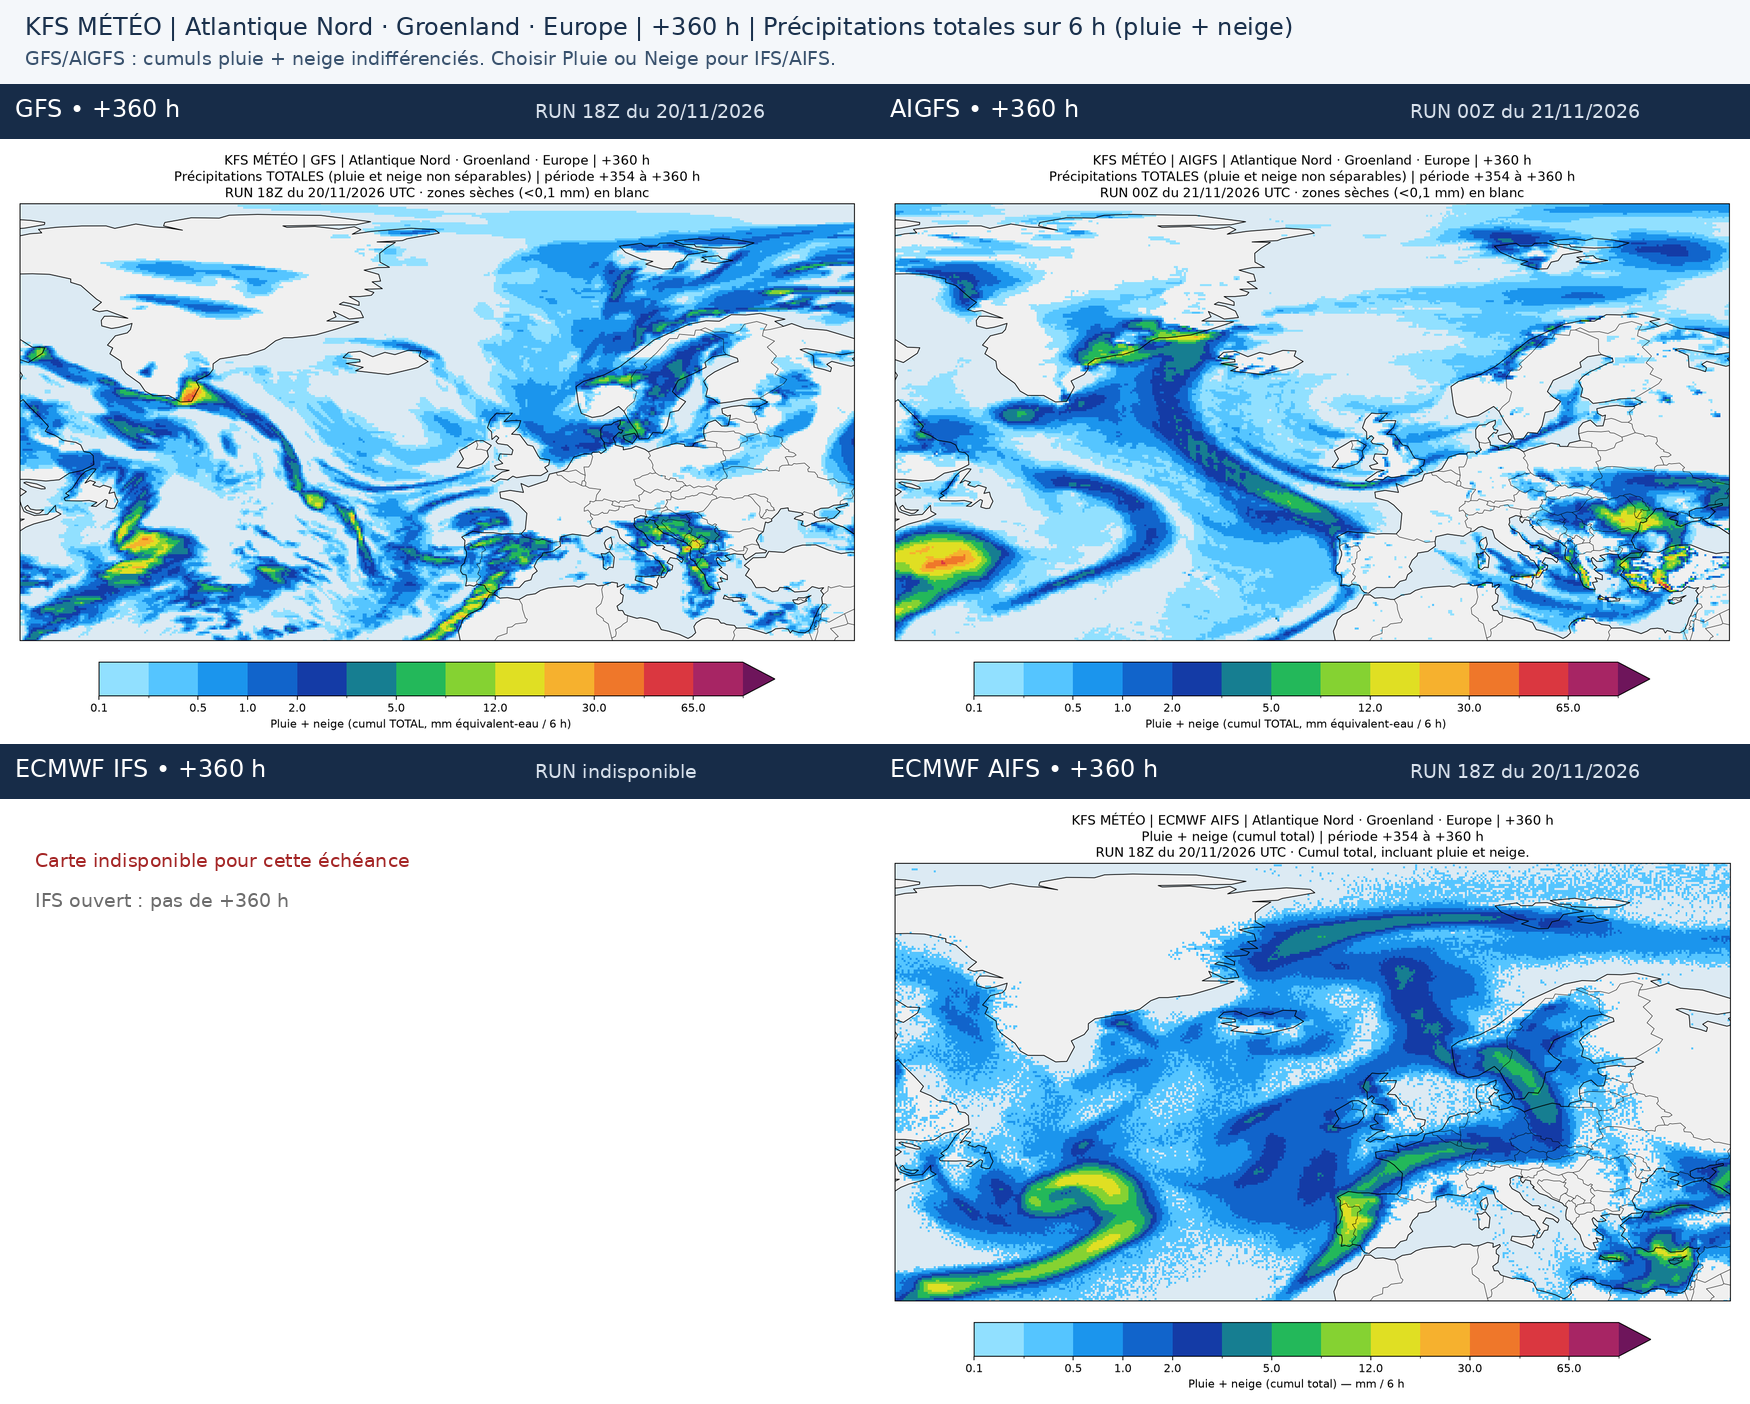 KFS MÉTÉO | Atlantique Nord · Groenland · Europe | +360 h | Précipitations totales sur 6 h (pluie + neige)
GFS/AIGFS : cumuls pluie + neige indifférenciés. Choisir Pluie ou Neige pour IFS/AIFS.
GFS • +360 h
RUN 18Z du 20/11/2026
KFS MÉTÉO | GFS | Atlantique Nord · Groenland · Europe | +360 h
Précipitations TOTALES (pluie et neige non séparables) | période +354 à +360 h
RUN 18Z du 20/11/2026 UTC · zones sèches (<0,1 mm) en blanc
0.1 0.5 1.0 2.0 5.0 12.0 30.0 65.0
Pluie + neige (cumul TOTAL, mm équivalent-eau / 6 h)
AIGFS • +360 h
RUN 00Z du 21/11/2026
KFS MÉTÉO | AIGFS | Atlantique Nord · Groenland · Europe | +360 h
Précipitations TOTALES (pluie et neige non séparables) | période +354 à +360 h
RUN 00Z du 21/11/2026 UTC · zones sèches (<0,1 mm) en blanc
0.1 0.5 1.0 2.0 5.0 12.0 30.0 65.0
Pluie + neige (cumul TOTAL, mm équivalent-eau / 6 h)
ECMWF IFS • +360 h
RUN indisponible
Carte indisponible pour cette échéance
IFS ouvert : pas de +360 h
ECMWF AIFS • +360 h
RUN 18Z du 20/11/2026
KFS MÉTÉO | ECMWF AIFS | Atlantique Nord · Groenland · Europe | +360 h
Pluie + neige (cumul total) | période +354 à +360 h
RUN 18Z du 20/11/2026 UTC · Cumul total, incluant pluie et neige.
0.1 0.5 1.0 2.0 5.0 12.0 30.0 65.0
Pluie + neige (cumul total) — mm / 6 h